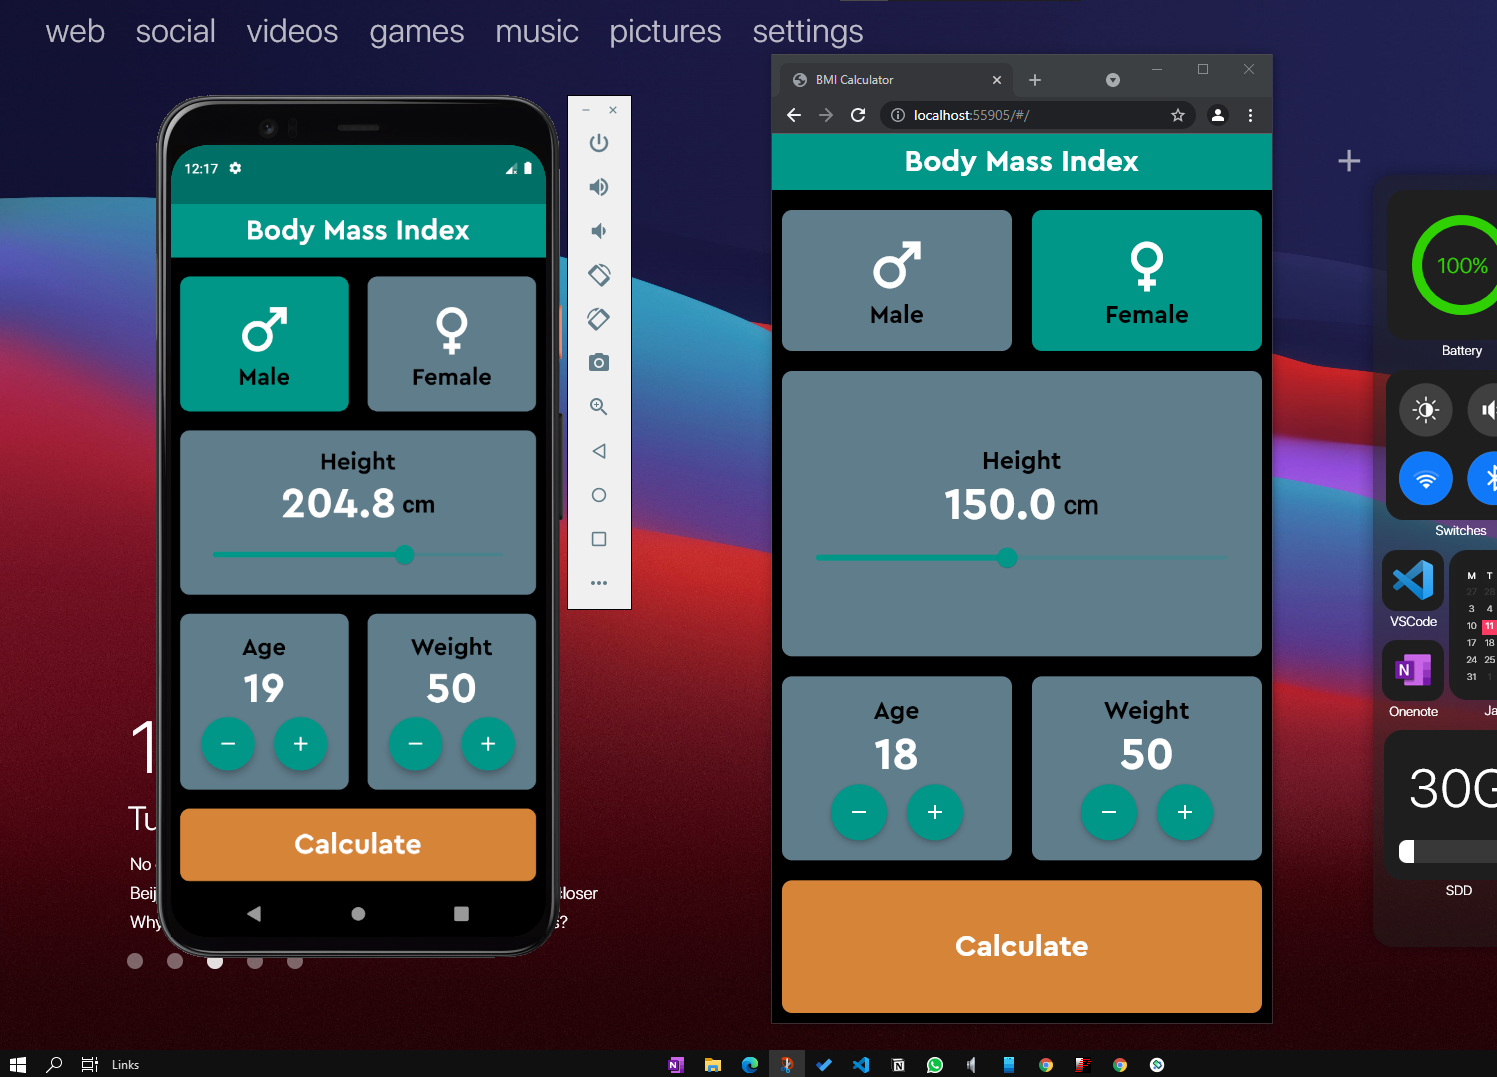 web social videos games music pictures settings
BMI Calculator
localhost:55905/#/
12:17
Body Mass Index
Male
Female
Height
204.8 cm
Age
19
Weight
50
Calculate
Body Mass Index
Male
Female
Height
150.0 cm
Age
18
Weight
50
Calculate
1
Tu
No
Beij
loser
Why
s?
100%
Battery
Switches
VSCode
Onenote
M T
27 28
3 4
10 11
17 18
24 25
31 1
Ja
30G
SDD
Links